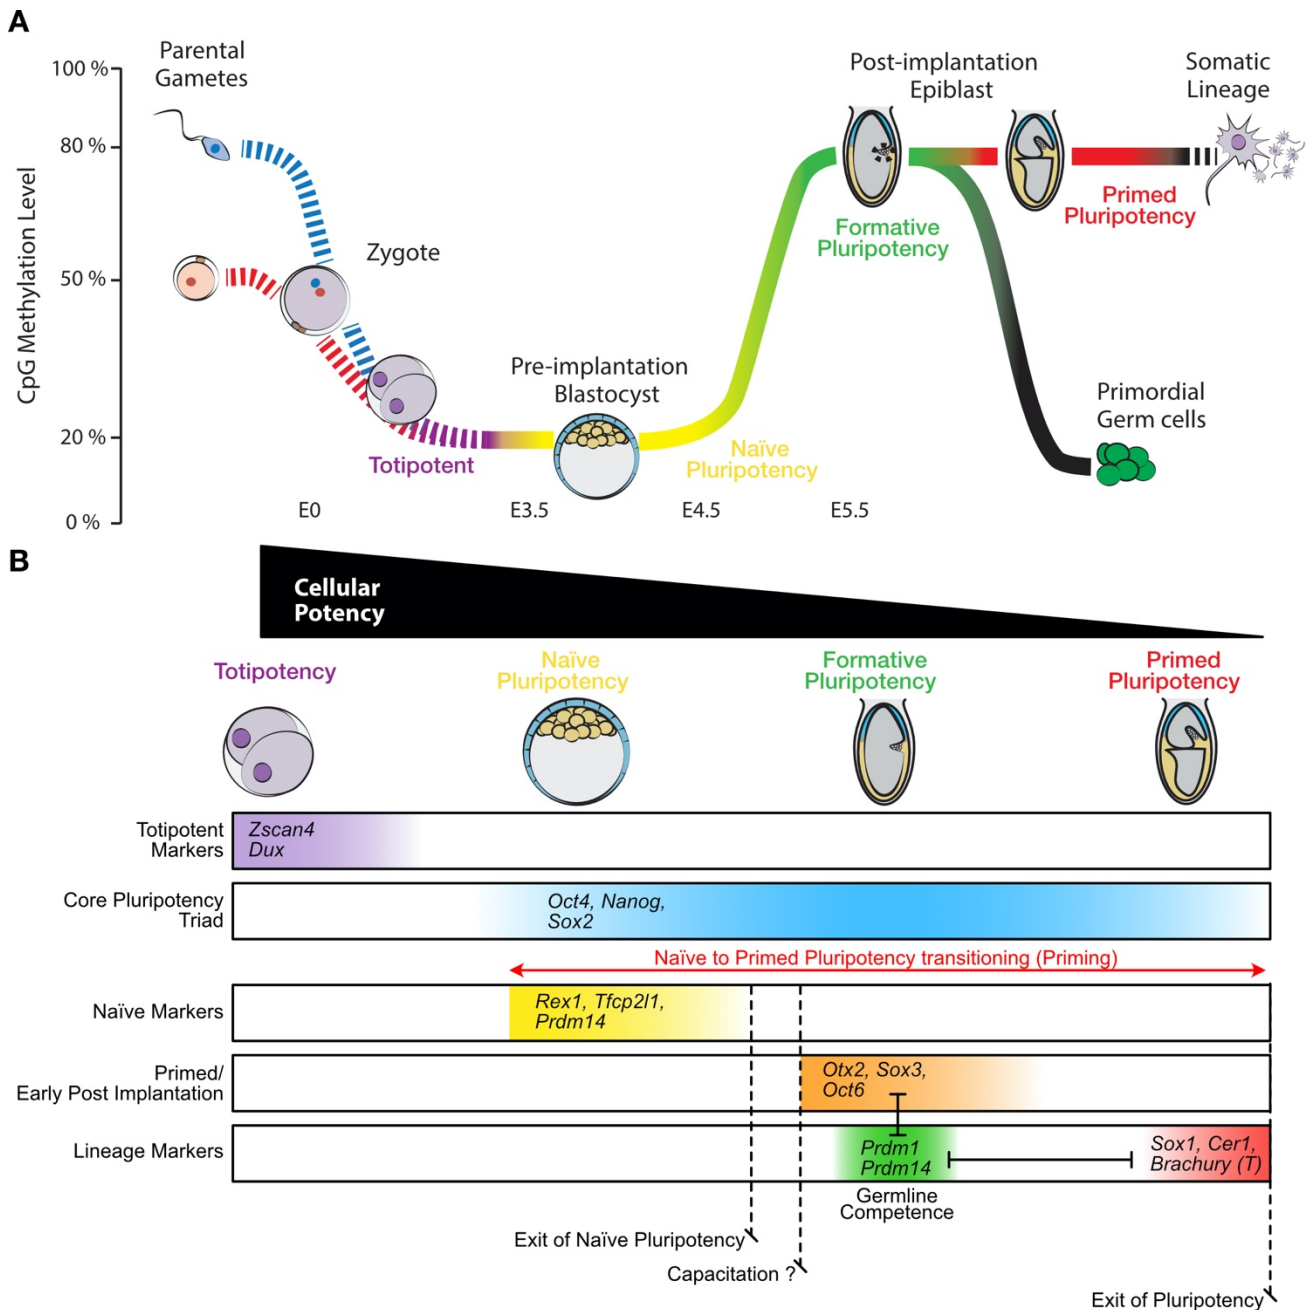 A
Parental
Gametes
100 %
80 %
50 %
20 %
0 %
CpG Methylation Level
Zygote
Totipotent
Pre-implantation
Blastocyst
Naïve
Pluripotency
Formative
Pluripotency
Post-implantation
Epiblast
Primed
Pluripotency
Somatic
Lineage
Primordial
Germ cells
E0
E3.5
E4.5
E5.5
B
Cellular
Potency
Totipotency
Naïve
Pluripotency
Formative
Pluripotency
Primed
Pluripotency
Totipotent
Markers
Zscan4
Dux
Core Pluripotency
Triad
Oct4, Nanog,
Sox2
Naïve to Primed Pluripotency transitioning (Priming)
Naïve Markers
Rex1, Tfcp2l1,
Prdm14
Primed/
Early Post Implantation
Otx2, Sox3,
Oct6
Lineage Markers
Prdm1
Prdm14
Sox1, Cer1,
Brachury (T)
Germline
Competence
Exit of Naïve Pluripotency
Capacitation ?
Exit of Pluripotency